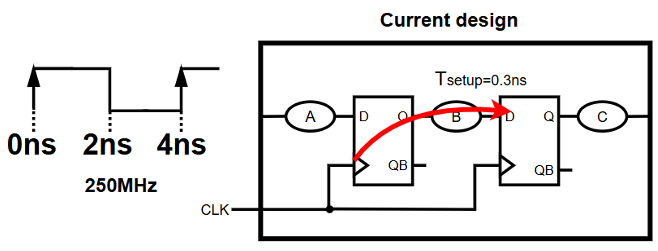 Current design
Tsetup=0.3ns
A
D
Q
B
D
Q
C
QB
QB
0ns
2ns
4ns
250MHz
CLK